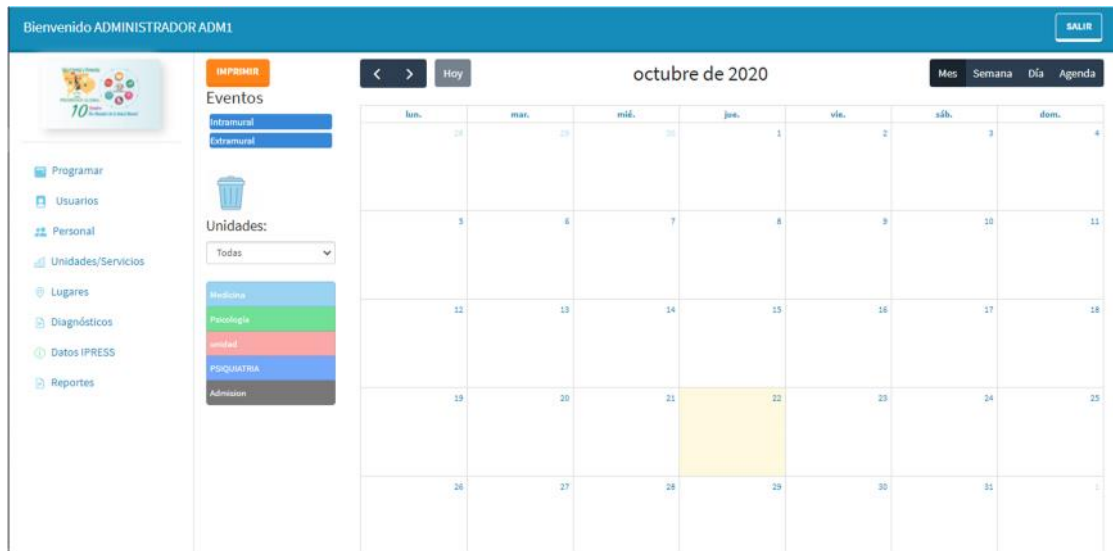 Bienvenido ADMINISTRADOR ADM1
SALIR
10
Programar
Usuarios
Personal
Unidades/Servicios
Lugares
Diagnósticos
Datos IPRESS
Reportes
IMPRIMIR
Eventos
Intramural
Extramural
Unidades:
Todas
Medicina
Psicología
unidad
PSIQUIATRIA
Admision
Hoy
octubre de 2020
Mes Semana Día Agenda
lun. mar. mié. jue. vie. sáb. dom.
28 29 30 1 2 3 4
5 6 7 8 9 10 11
12 13 14 15 16 17 18
19 20 21 22 23 24 25
26 27 28 29 30 31 1